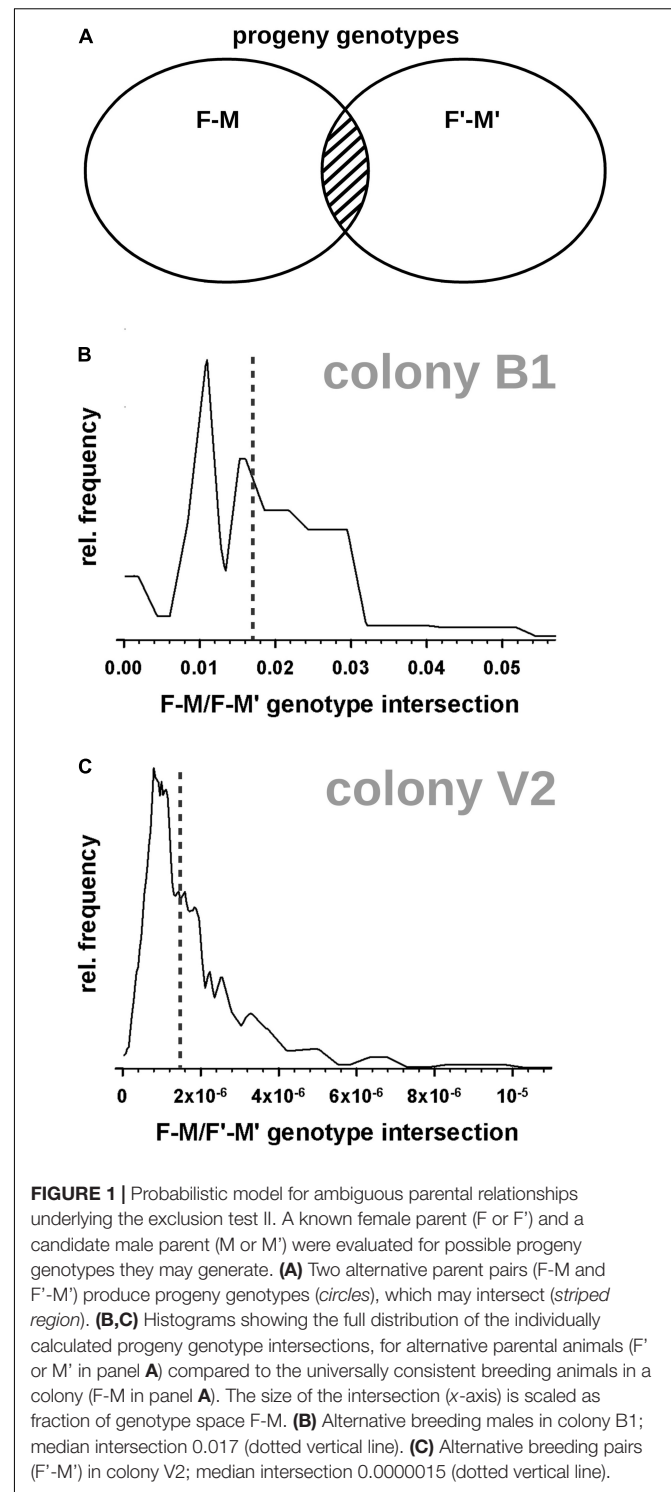 A
progeny genotypes
F-M
F'-M'
B
colony B1
rel. frequency
0.00 0.01 0.02 0.03 0.04 0.05
F-M/F-M' genotype intersection
C
colony V2
rel. frequency
0 2x10⁻⁶ 4x10⁻⁶ 6x10⁻⁶ 8x10⁻⁶ 10⁻⁵
F-M/F'-M' genotype intersection
FIGURE 1 | Probabilistic model for ambiguous parental relationships
underlying the exclusion test II. A known female parent (F or F’) and a
candidate male parent (M or M’) were evaluated for possible progeny
genotypes they may generate. (A) Two alternative parent pairs (F-M and
F’-M’) produce progeny genotypes (circles), which may intersect (striped
region). (B,C) Histograms showing the full distribution of the individually
calculated progeny genotype intersections, for alternative parental animals (F’
or M’ in panel A) compared to the universally consistent breeding animals in a
colony (F-M in panel A). The size of the intersection (x-axis) is scaled as
fraction of genotype space F-M. (B) Alternative breeding males in colony B1;
median intersection 0.017 (dotted vertical line). (C) Alternative breeding pairs
(F’-M’) in colony V2; median intersection 0.0000015 (dotted vertical line).